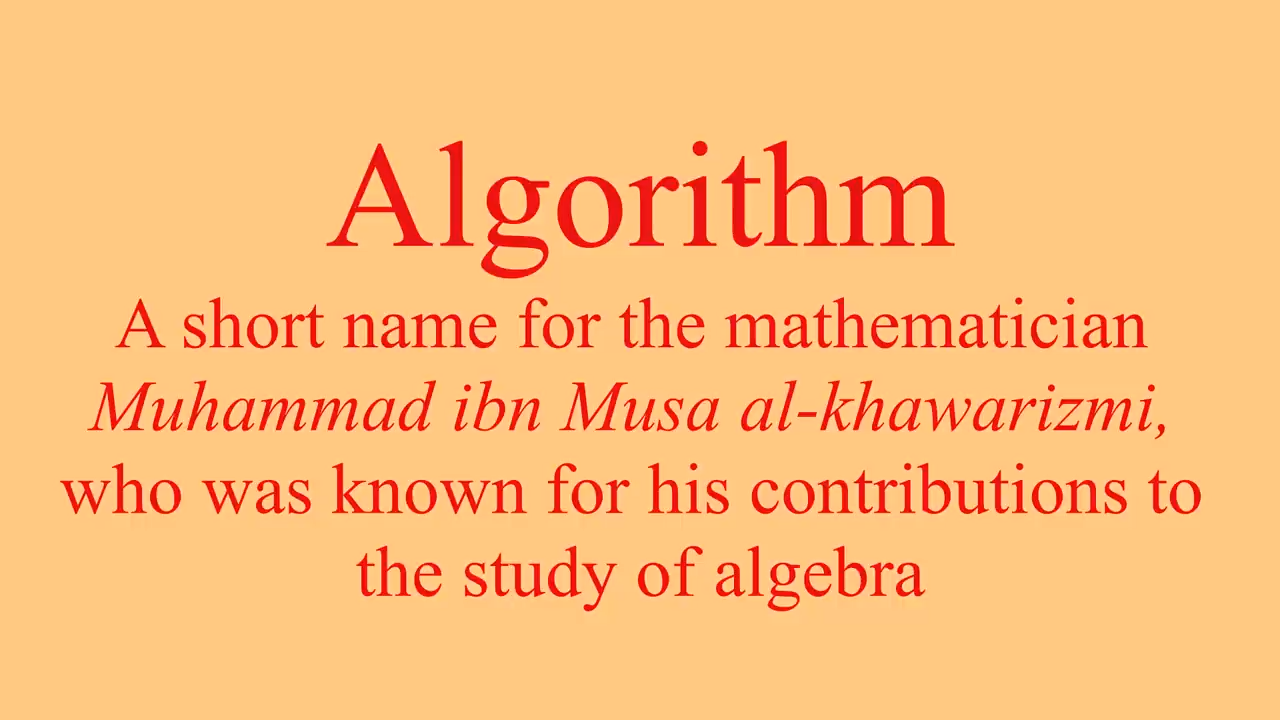 Algorithm
A short name for the mathematician
Muhammad ibn Musa al-khawarizmi,
who was known for his contributions to
the study of algebra